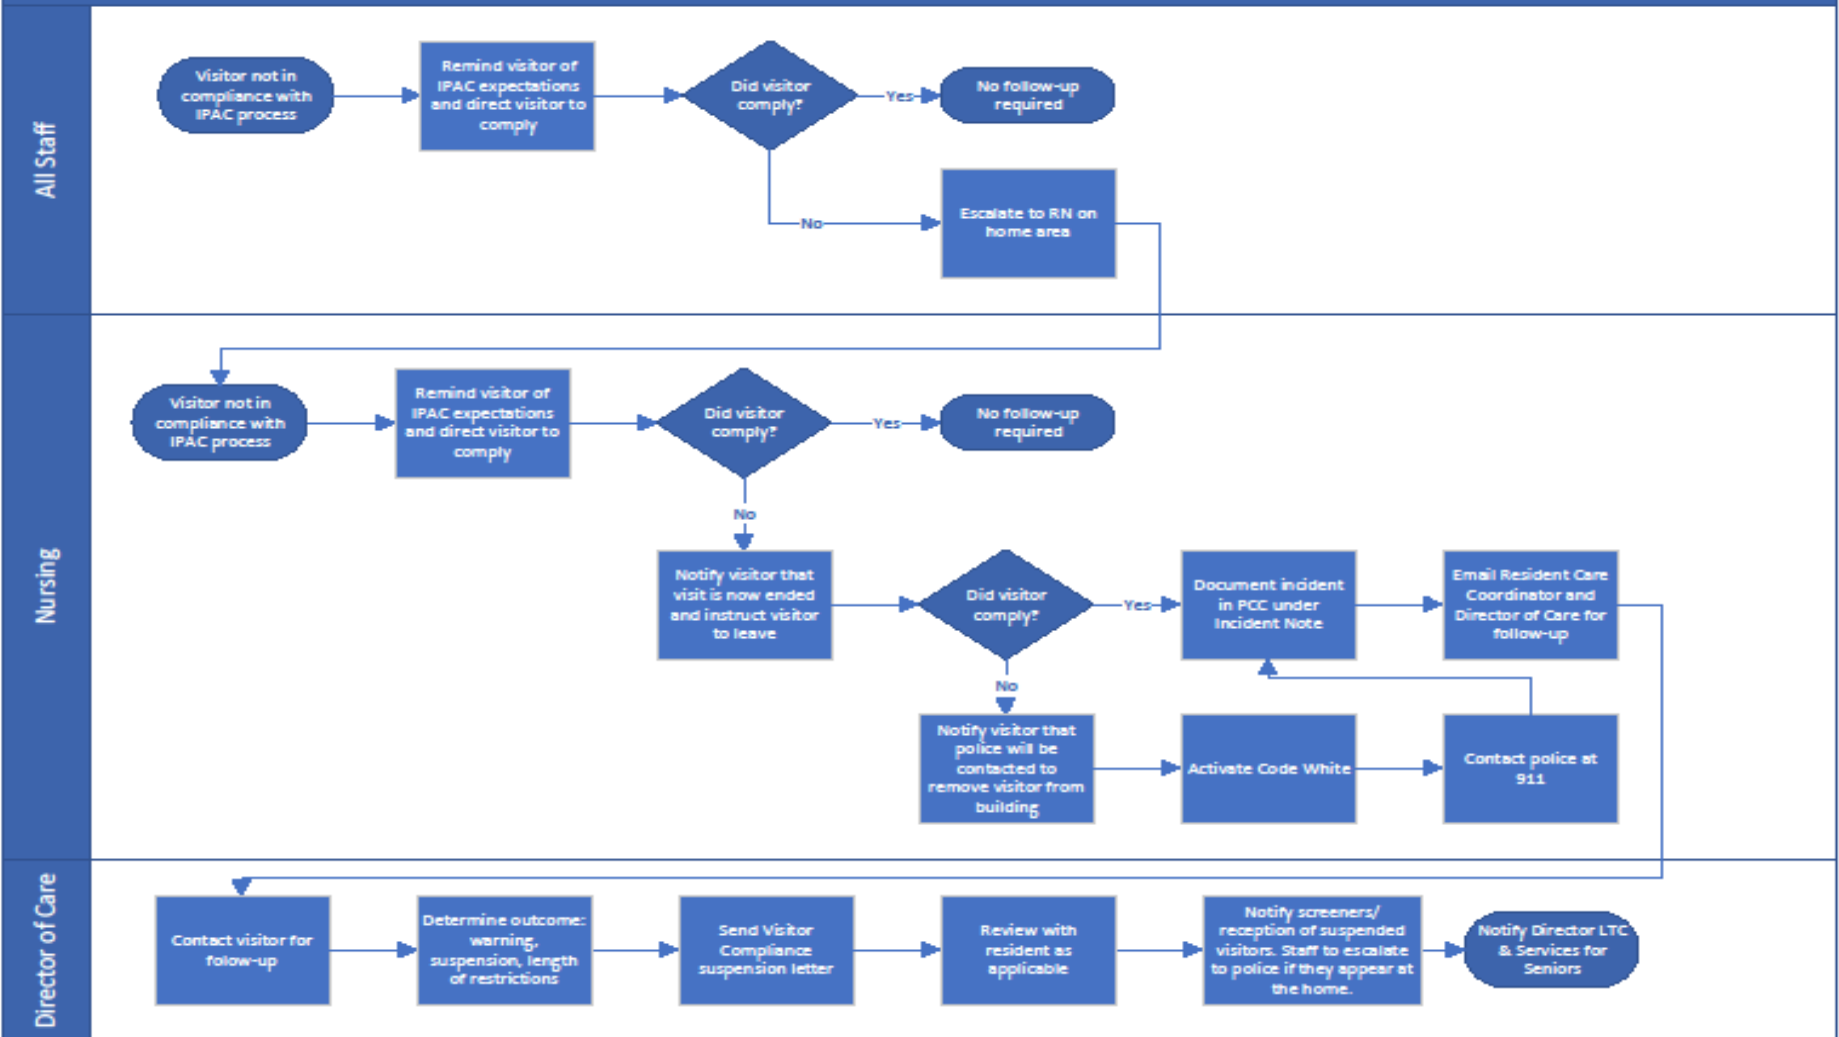 All Staff
Visitor not in
compliance with
IPAC process
Remind visitor of
IPAC expectations
and direct visitor to
comply
Did visitor
comply?
Yes
No follow-up
required
No
Escalate to RN on
home area
Nursing
Visitor not in
compliance with
IPAC process
Remind visitor of
IPAC expectations
and direct visitor to
comply
Did visitor
comply?
Yes
No follow-up
required
No
Notify visitor that
visit is now ended
and instruct visitor
to leave
Did visitor
comply?
Yes
Document incident
in PCC under
Incident Note
Email Resident Care
Coordinator and
Director of Care for
follow-up
No
Notify visitor that
police will be
contacted to
remove visitor from
building
Activate Code White
Contact police at
911
Director of Care
Contact visitor for
folow-up
Determine outcome:
warning,
suspension, length
of restrictions
Send Visitor
Compliance
suspension letter
Review with
resident as
applicable
Notify screeners/
reception of suspended
visitors. Staff to escalate
to police if they appear at
the home.
Notify Director LTC
& Services for
Seniors